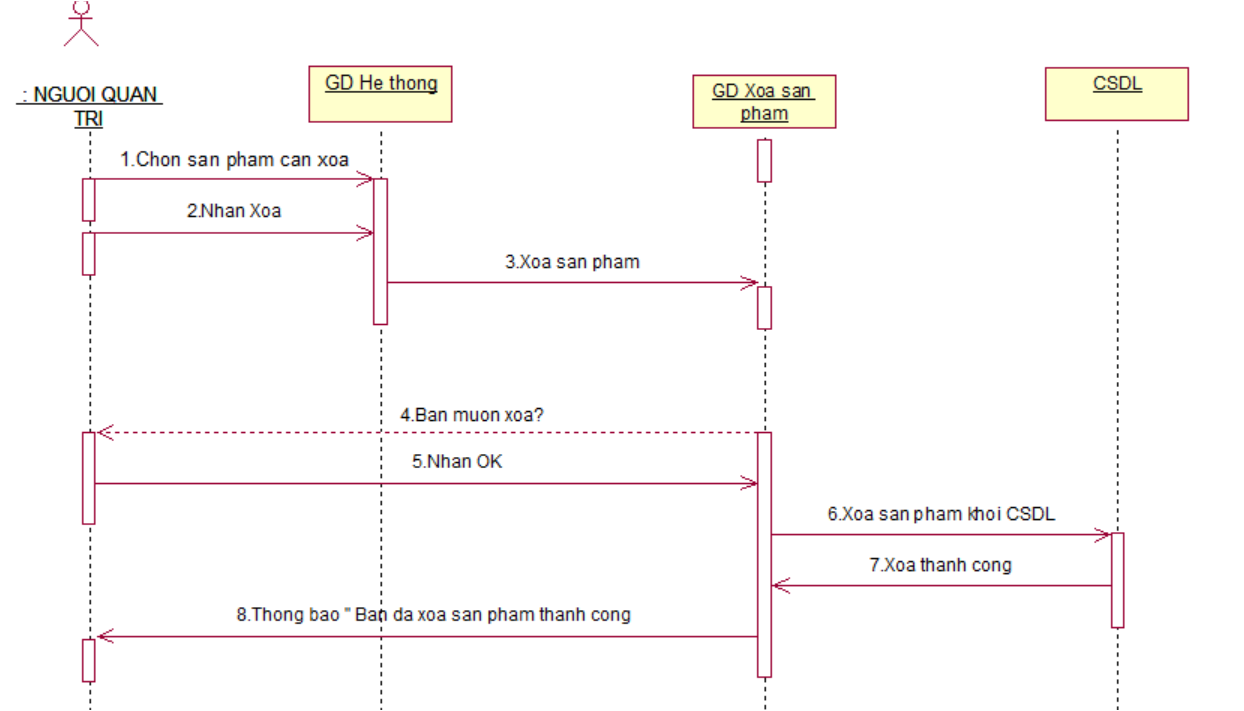 : NGUOI QUAN
TRI
GD He thong
GD Xoa san
pham
CSDL
1.Chon san pham can xoa
2.Nhan Xoa
3.Xoa san pham
4.Ban muon xoa?
5.Nhan OK
6.Xoa san pham khoi CSDL
7.Xoa thanh cong
8.Thong bao " Ban da xoa san pham thanh cong